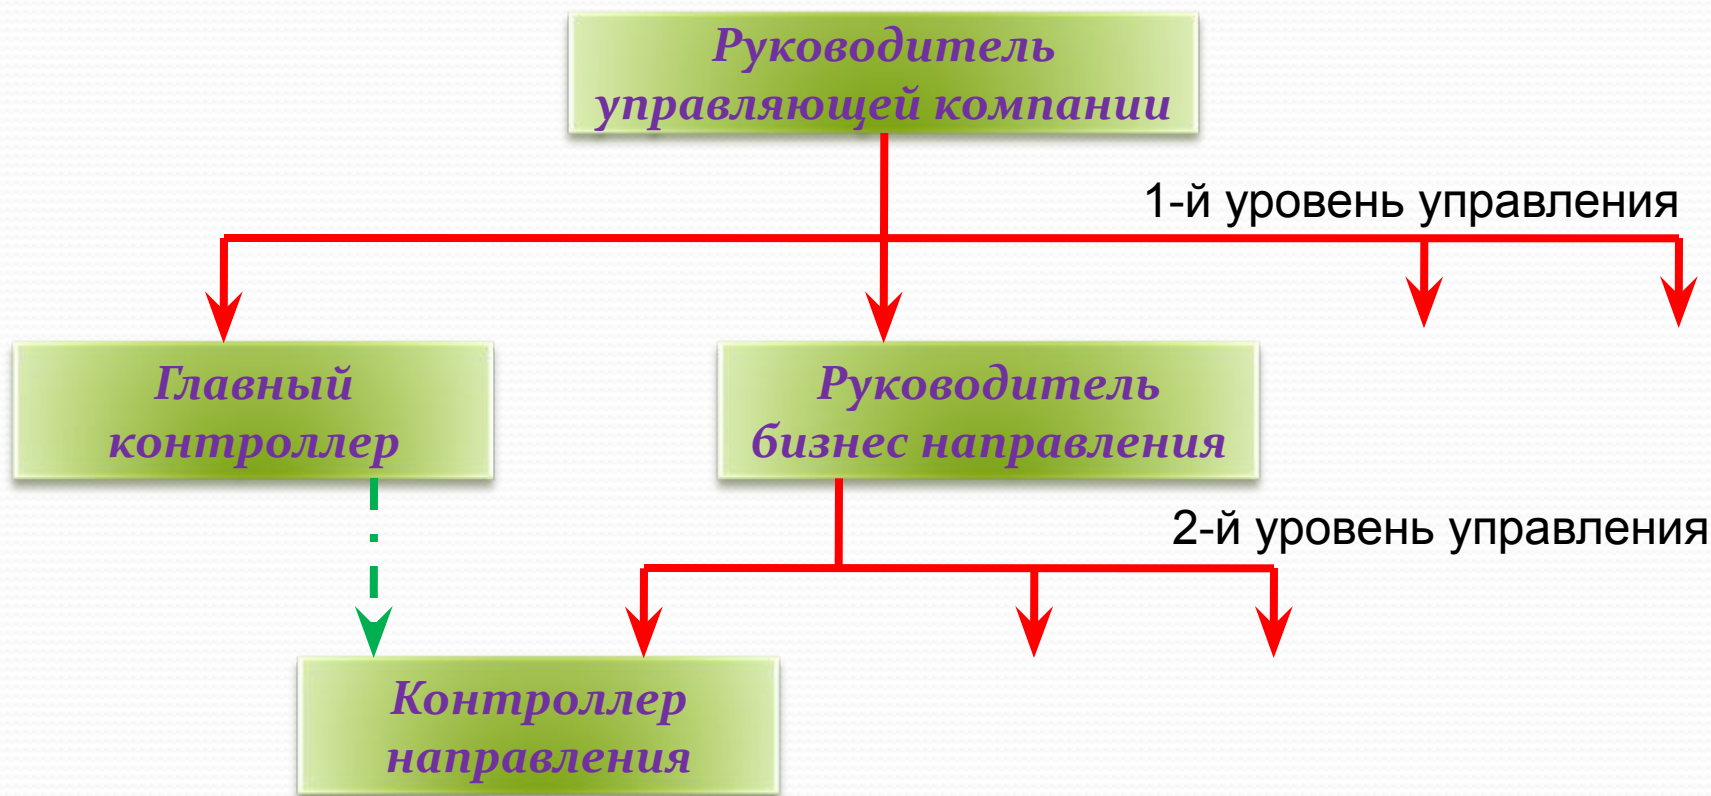 Руководитель
управляющей компании
1-й уровень управления
Главный
контроллер
Руководитель
бизнес направления
2-й уровень управления
Контроллер
направления